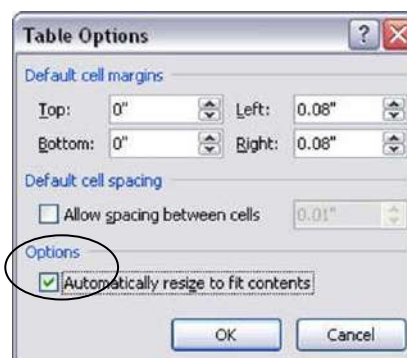 Table Options
Default cell margins
Top: 0" Left: 0.08"
Bottom: 0" Right: 0.08"
Default cell spacing
Allow spacing between cells 0.01"
Options
Automatically resize to fit contents
OK Cancel